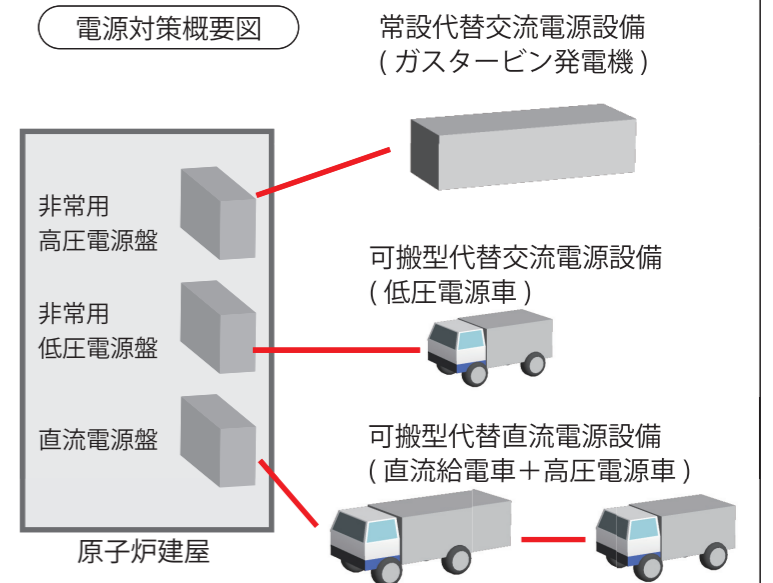 電源対策概要図
常設代替交流電源設備
(ガスタービン発電機)
非常用
高圧電源盤
可搬型代替交流電源設備
(低圧電源車)
非常用
低圧電源盤
可搬型代替直流電源設備
(直流給電車＋高圧電源車)
直流電源盤
原子炉建屋